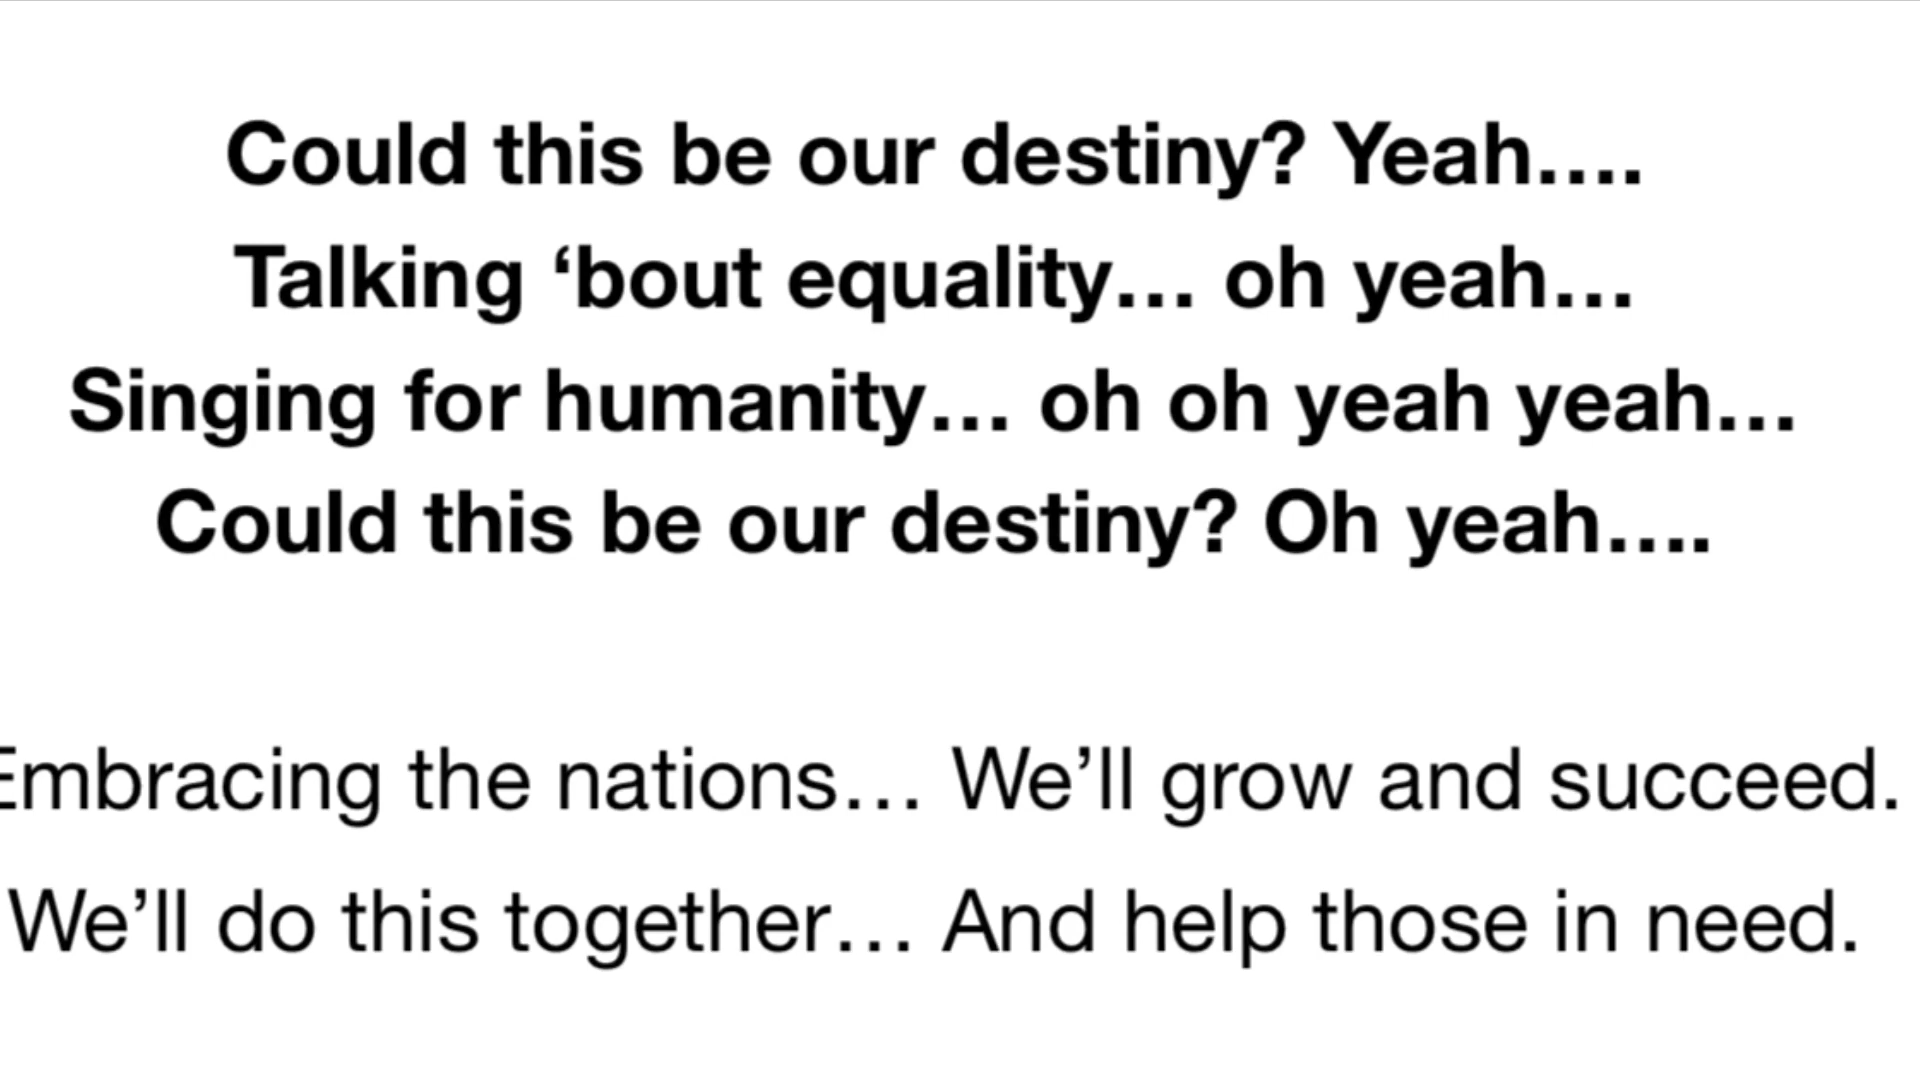 Could this be our destiny? Yeah….
Talking ‘bout equality… oh yeah…
Singing for humanity… oh oh yeah yeah…
Could this be our destiny? Oh yeah….
Embracing the nations… We’ll grow and succeed.
We’ll do this together… And help those in need.